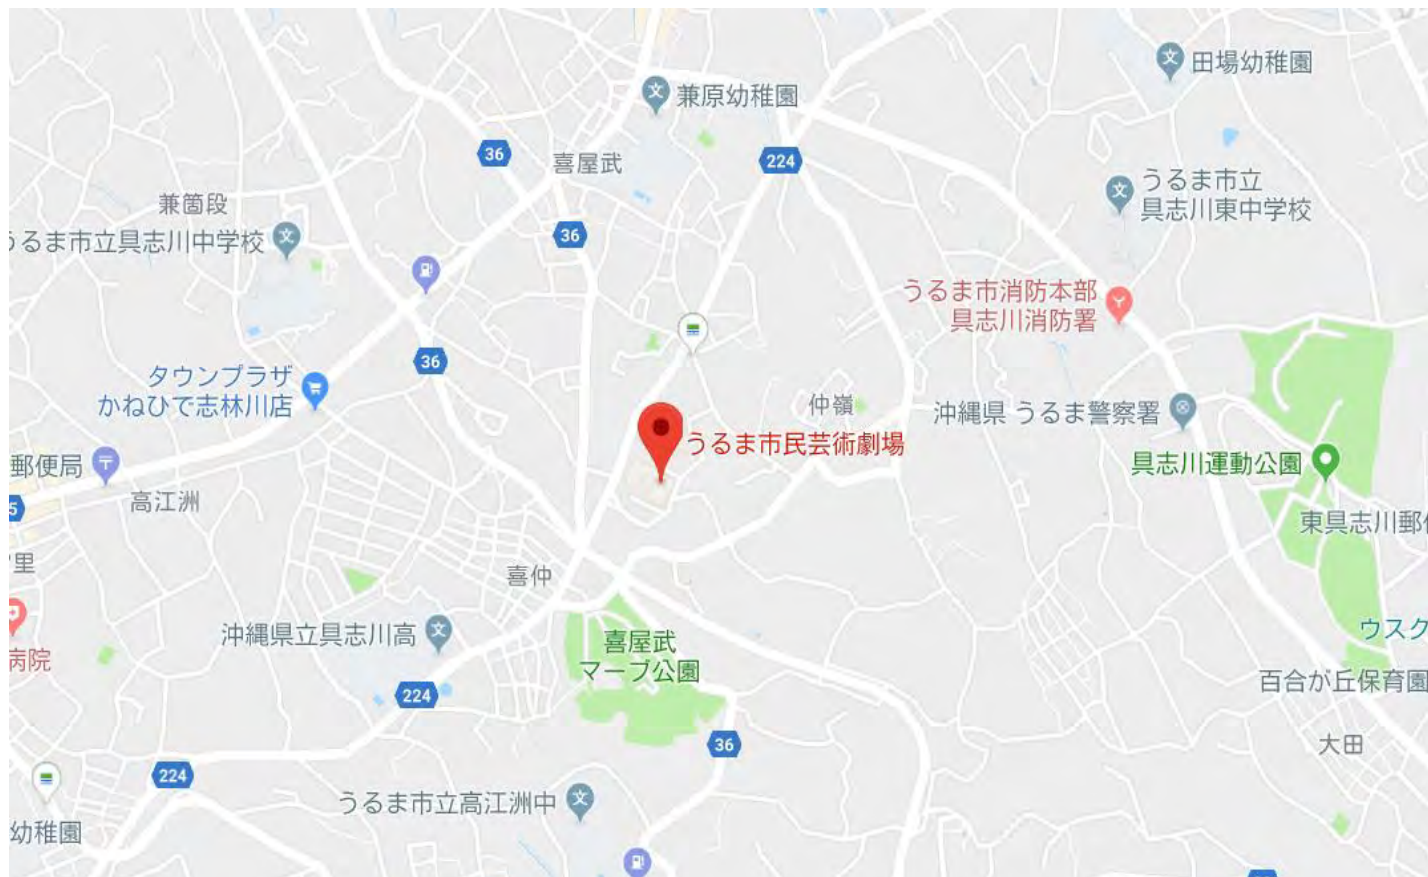 田場幼稚園
兼原幼稚園
36
喜屋武
224
うるま市立
具志川東中学校
兼箇段
うるま市立具志川中学校
36
うるま市消防本部
具志川消防署
36
タウンプラザ
かねひで志林川店
仲嶺
沖縄県 うるま警察署
うるま市民芸術劇場
郵便局
具志川運動公園
高江洲
5
東具志川郵便
里
喜仲
沖縄県立具志川高
喜屋武
マーブ公園
ウスク
病院
224
百合が丘保育園
36
大田
224
うるま市立高江洲中
幼稚園